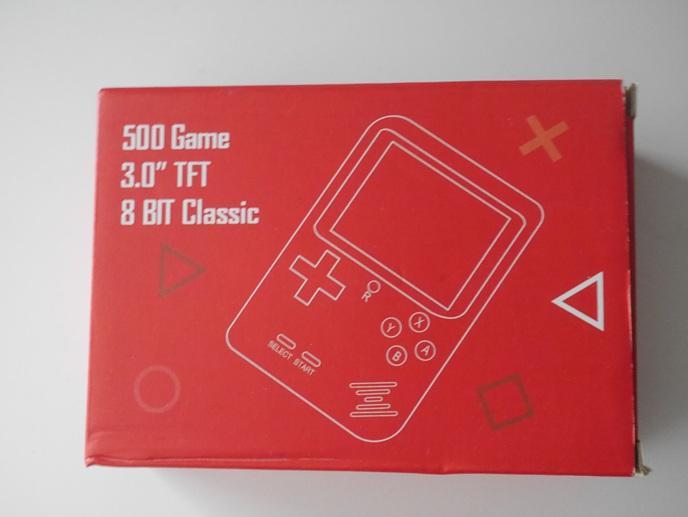 500 Game
3.0" TFT
8 BIT Classic
R
X
Y
A
B
SELECT START